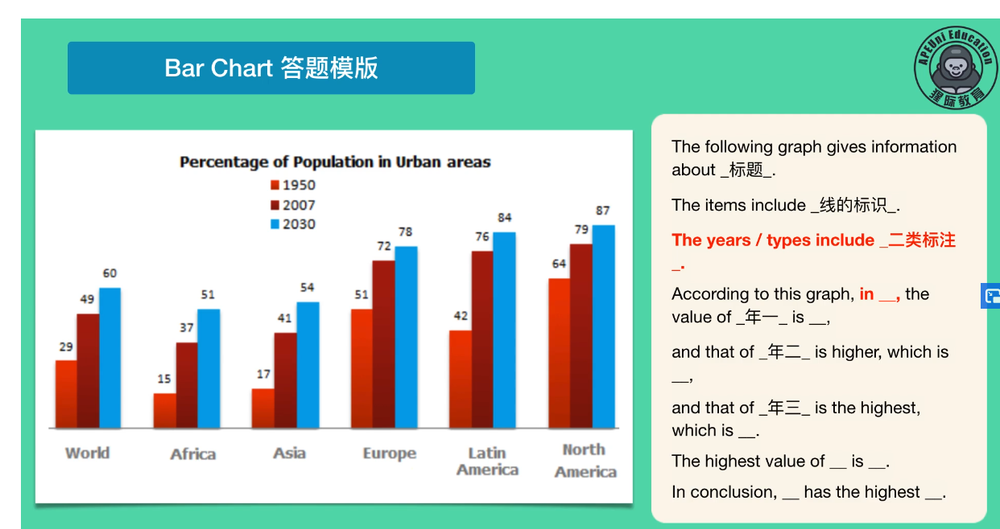 Bar Chart 答题模版
APEUni Education
猩际教育
Percentage of Population in Urban areas
1950
2007
2030
29
49
60
15
37
51
17
41
54
51
72
78
42
76
84
64
79
87
World
Africa
Asia
Europe
Latin
America
North
America
The following graph gives information
about _标题_.
The items include _线的标识_.
The years / types include _二类标注
_.
According to this graph, in __, the
value of _年一_ is __,
and that of _年二_ is higher, which is
__,
and that of _年三_ is the highest,
which is __.
The highest value of __ is __.
In conclusion, __ has the highest __.